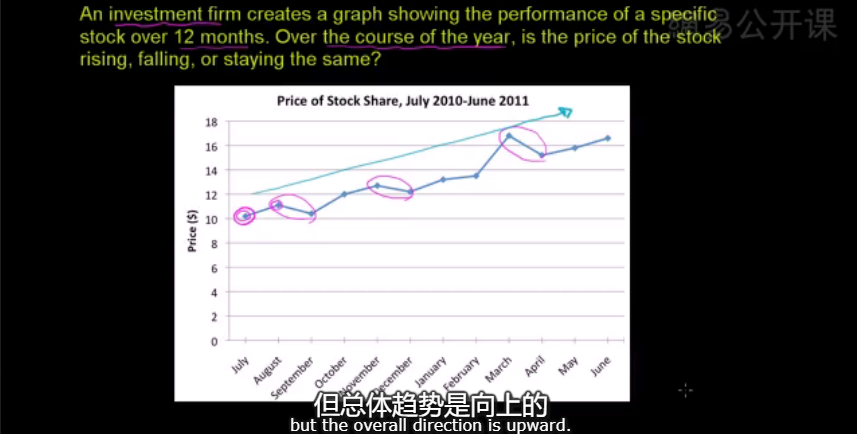 An investment firm creates a graph showing the performance of a specific
stock over 12 months. Over the course of the year, is the price of the stock
rising, falling, or staying the same?
易公开课
Price of Stock Share, July 2010-June 2011
Price ($)
18
16
14
12
10
8
6
4
2
0
July
August
September
October
November
December
January
February
March
April
May
June
但总体趋势是向上的
but the overall direction is upward.